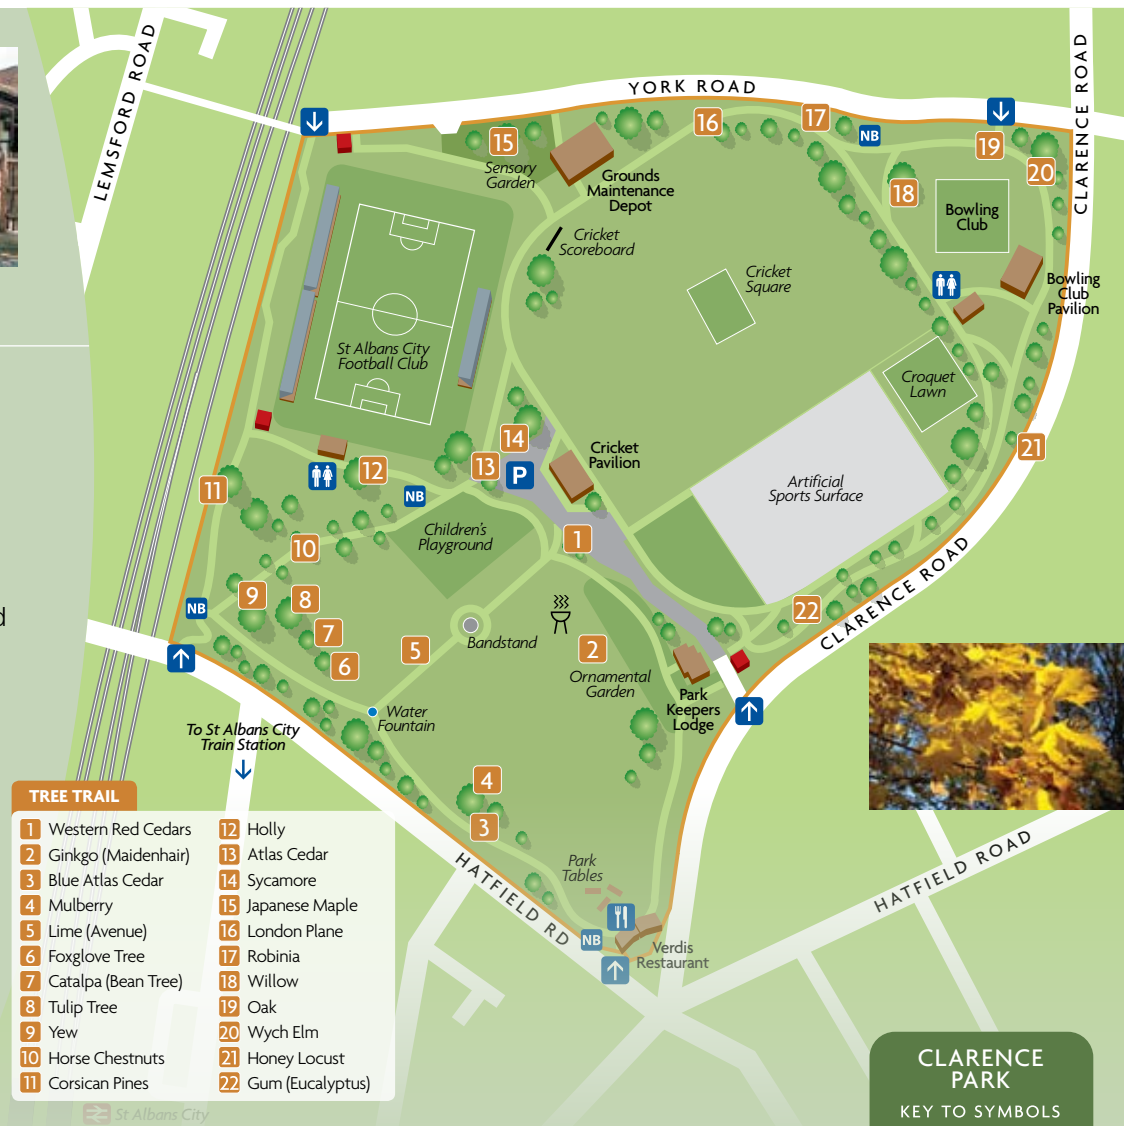 LEMSFORD ROAD
YORK ROAD
CLARENCE ROAD
15
Sensory
Garden
Grounds
Maintenance
Depot
16
17
NB
19
20
18
Bowling
Club
Cricket
Scoreboard
Cricket
Square
Bowling
Club
Pavilion
St Albans City
Football Club
Croquet
Lawn
14
13
P
Cricket
Pavilion
21
12
11
NB
Artificial
Sports Surface
Children's
Playground
10
1
9
8
NB
7
6
5
Bandstand
2
Ornamental
Garden
22
CLARENCE ROAD
Park
Keepers
Lodge
Water
Fountain
To St Albans City
Train Station
4
3
HATFIELD RD
Park
Tables
NB
Verdis
Restaurant
HATFIELD ROAD
d
TREE TRAIL
1 Western Red Cedars
2 Ginkgo (Maidenhair)
3 Blue Atlas Cedar
4 Mulberry
5 Lime (Avenue)
6 Foxglove Tree
7 Catalpa (Bean Tree)
8 Tulip Tree
9 Yew
10 Horse Chestnuts
11 Corsican Pines
12 Holly
13 Atlas Cedar
14 Sycamore
15 Japanese Maple
16 London Plane
17 Robinia
18 Willow
19 Oak
20 Wych Elm
21 Honey Locust
22 Gum (Eucalyptus)
St Albans City
CLARENCE
PARK
KEY TO SYMBOLS